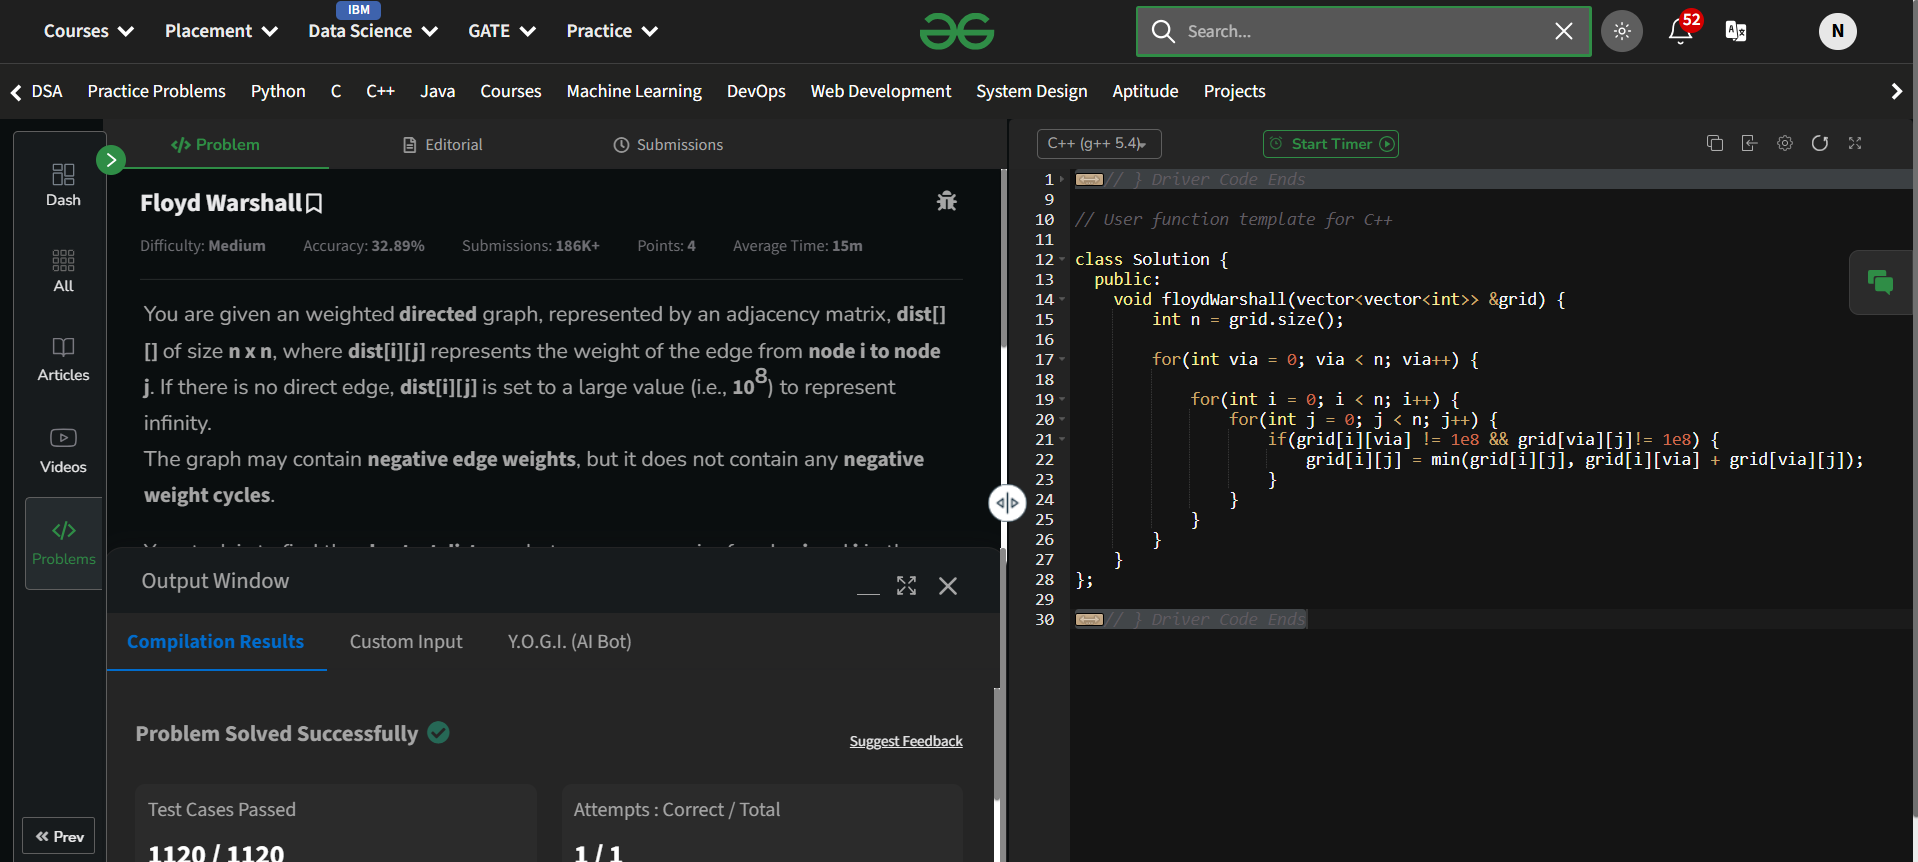 IBM
Courses Placement Data Science GATE Practice Search... 52 N
DSA Practice Problems Python C C++ Java Courses Machine Learning DevOps Web Development System Design Aptitude Projects
Dash
All
Articles
Videos
</> Problems
Prev
</> Problem Editorial Submissions
Floyd Warshall
Difficulty: Medium Accuracy: 32.89% Submissions: 186K+ Points: 4 Average Time: 15m
You are given an weighted directed graph, represented by an adjacency matrix, dist[]
[] of size n x n, where dist[i][j] represents the weight of the edge from node i to node
j. If there is no direct edge, dist[i][j] is set to a large value (i.e., 10^8) to represent
infinity.
The graph may contain negative edge weights, but it does not contain any negative
weight cycles.
Output Window
Compilation Results Custom Input Y.O.G.I. (AI Bot)
Problem Solved Successfully
Suggest Feedback
Test Cases Passed
1120 / 1120
Attempts : Correct / Total
1 / 1
C++ (g++ 5.4) Start Timer
1 // } Driver Code Ends
9
10 // User function template for C++
11
12 class Solution {
13 public:
14 void floydWarshall(vector<vector<int>> &grid) {
15 int n = grid.size();
16
17 for(int via = 0; via < n; via++) {
18
19 for(int i = 0; i < n; i++) {
20 for(int j = 0; j < n; j++) {
21 if(grid[i][via] != 1e8 && grid[via][j]!= 1e8) {
22 grid[i][j] = min(grid[i][j], grid[i][via] + grid[via][j]);
23 }
24 }
25 }
26 }
27 }
28 };
29
30 // } Driver Code Ends